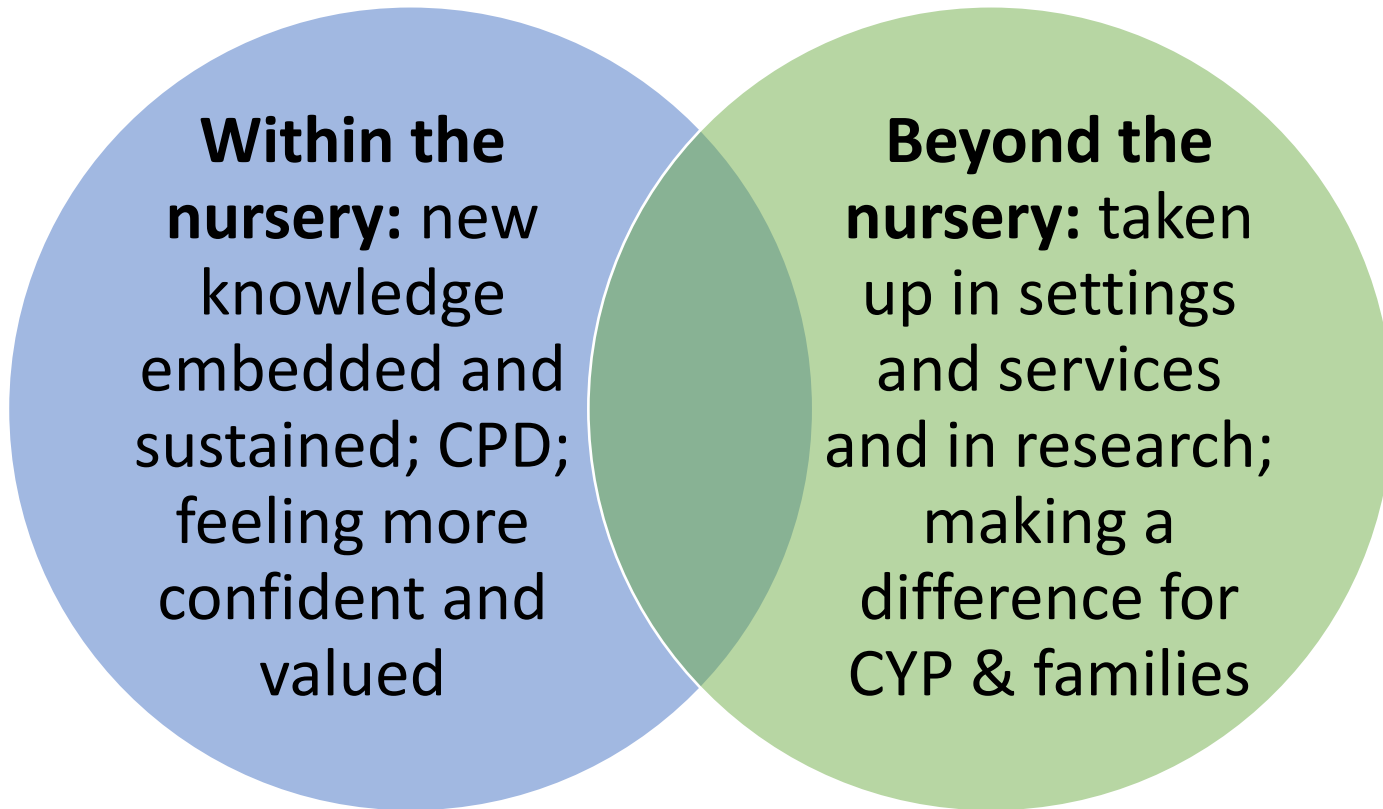 Within the
nursery: new
knowledge
embedded and
sustained; CPD;
feeling more
confident and
valued
Beyond the
nursery: taken
up in settings
and services
and in research;
making a
difference for
CYP & families